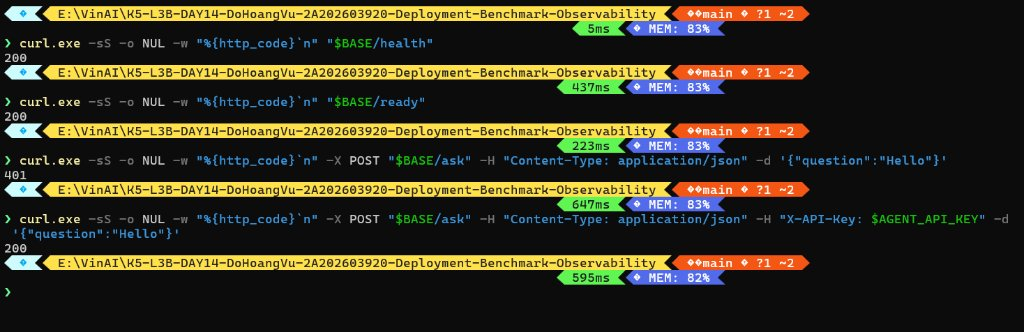 � E:\VinAI\K5-L3B-DAY14-DoHoangVu-2A202603920-Deployment-Benchmark-Observability ��main � ?1 ~2
5ms � MEM: 83%
❯ curl.exe -sS -o NUL -w "%{http_code}`n" "$BASE/health"
200
� E:\VinAI\K5-L3B-DAY14-DoHoangVu-2A202603920-Deployment-Benchmark-Observability ��main � ?1 ~2
437ms � MEM: 83%
❯ curl.exe -sS -o NUL -w "%{http_code}`n" "$BASE/ready"
200
� E:\VinAI\K5-L3B-DAY14-DoHoangVu-2A202603920-Deployment-Benchmark-Observability ��main � ?1 ~2
223ms � MEM: 83%
❯ curl.exe -sS -o NUL -w "%{http_code}`n" -X POST "$BASE/ask" -H "Content-Type: application/json" -d '{"question":"Hello"}'
401
� E:\VinAI\K5-L3B-DAY14-DoHoangVu-2A202603920-Deployment-Benchmark-Observability ��main � ?1 ~2
647ms � MEM: 83%
❯ curl.exe -sS -o NUL -w "%{http_code}`n" -X POST "$BASE/ask" -H "Content-Type: application/json" -H "X-API-Key: $AGENT_API_KEY" -d
'{"question":"Hello"}'
200
� E:\VinAI\K5-L3B-DAY14-DoHoangVu-2A202603920-Deployment-Benchmark-Observability ��main � ?1 ~2
595ms � MEM: 82%
❯